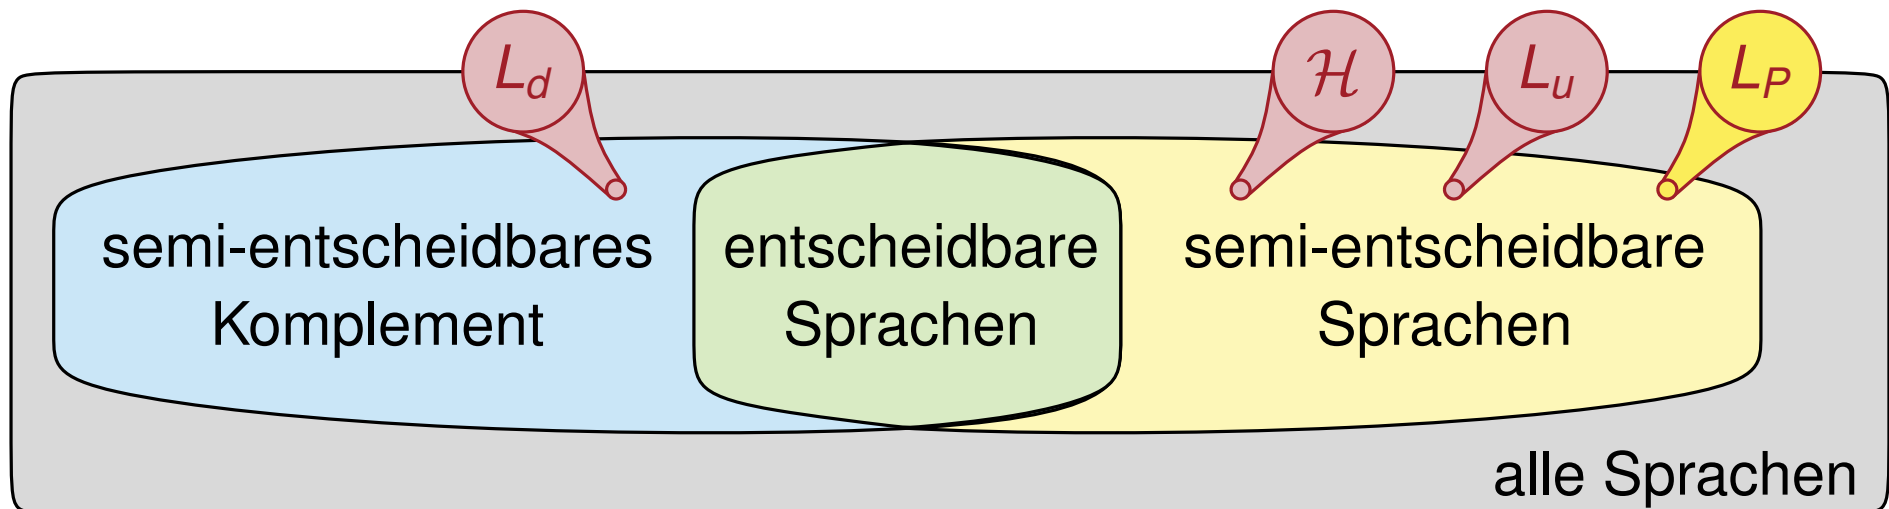 L_d
ℋ
L_u
L_P
semi-entscheidbares
Komplement
entscheidbare
Sprachen
semi-entscheidbare
Sprachen
alle Sprachen